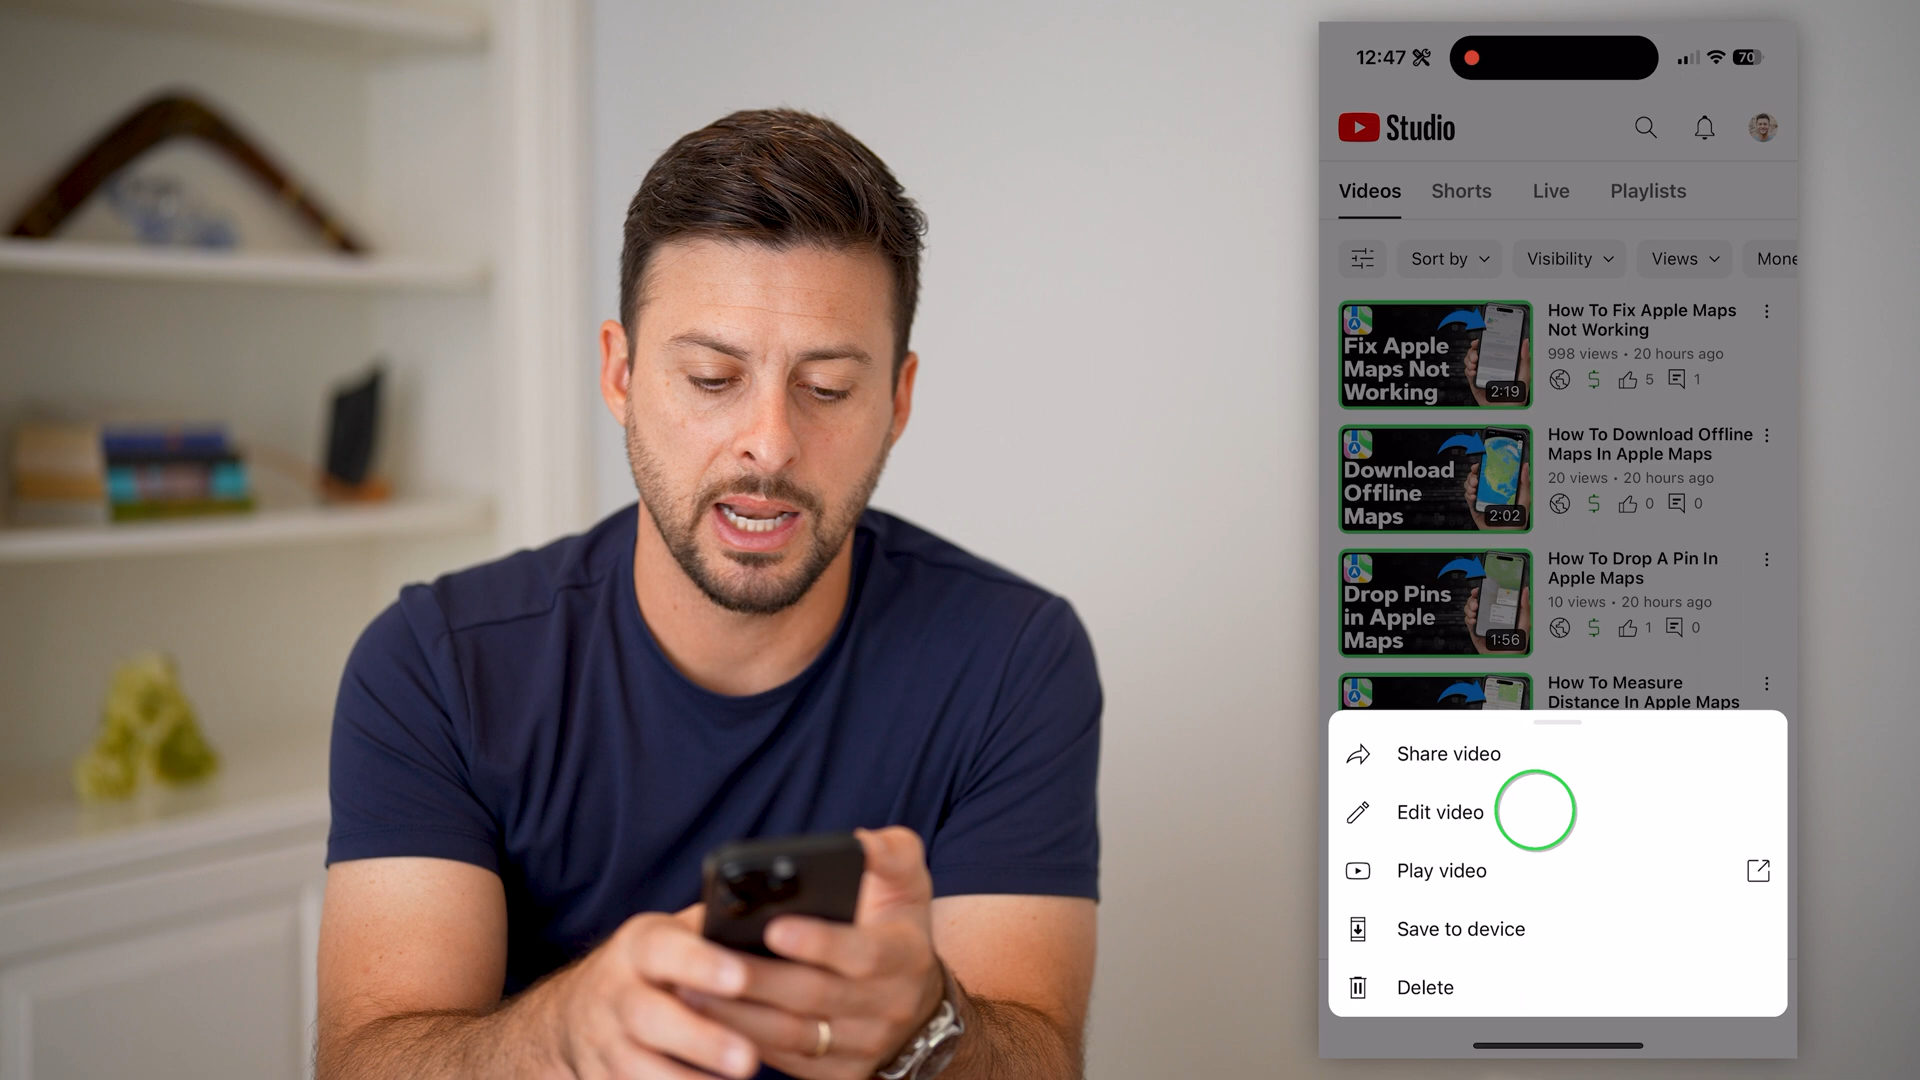 12:47
70
Studio
Videos Shorts Live Playlists
Sort by Visibility Views Mone
Fix Apple
Maps Not
Working
2:19
How To Fix Apple Maps
Not Working
998 views • 20 hours ago
5 1
Download
Offline
Maps
2:02
How To Download Offline
Maps In Apple Maps
20 views • 20 hours ago
0 0
Drop Pins
in Apple
Maps
1:56
How To Drop A Pin In
Apple Maps
10 views • 20 hours ago
1 0
How To Measure
Distance In Apple Maps
Share video
Edit video
Play video
Save to device
Delete